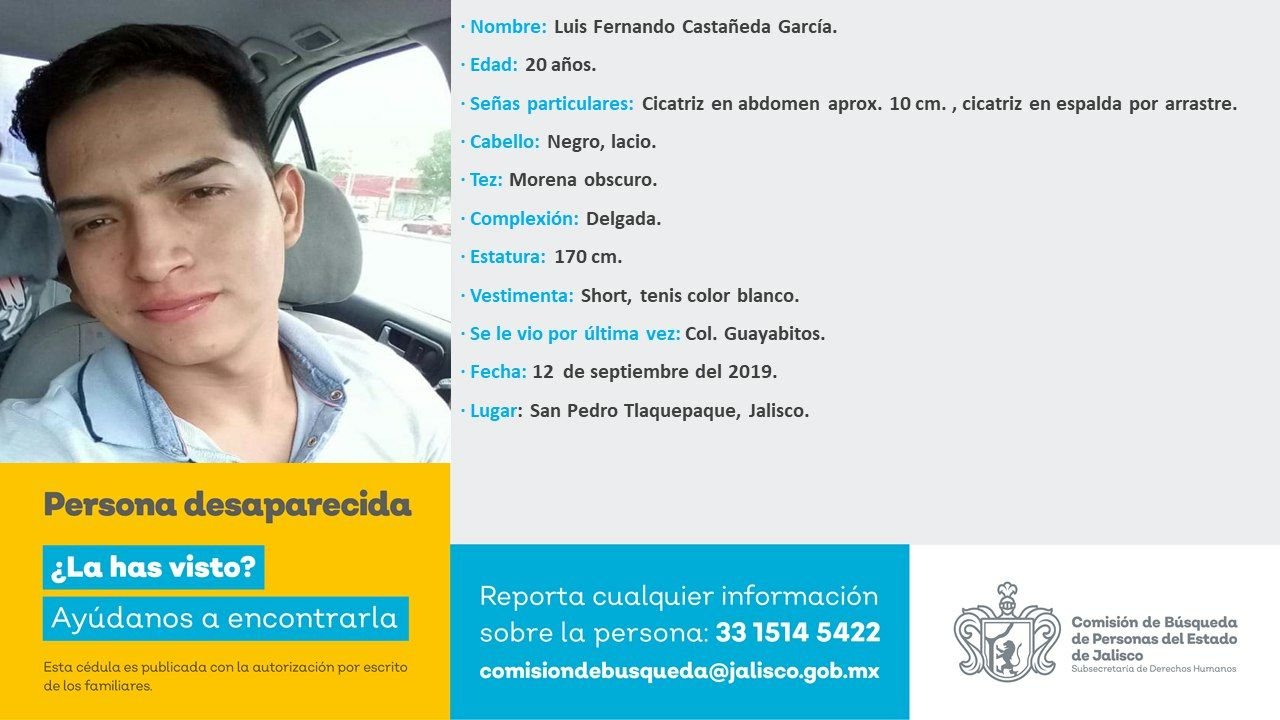 · Nombre: Luis Fernando Castañeda García.
· Edad: 20 años.
· Señas particulares: Cicatriz en abdomen aprox. 10 cm. , cicatriz en espalda por arrastre.
· Cabello: Negro, lacio.
· Tez: Morena obscuro.
· Complexión: Delgada.
· Estatura: 170 cm.
· Vestimenta: Short, tenis color blanco.
· Se le vio por última vez: Col. Guayabitos.
· Fecha: 12 de septiembre del 2019.
· Lugar: San Pedro Tlaquepaque, Jalisco.
Persona desaparecida
¿La has visto?
Ayúdanos a encontrarla
Esta cédula es publicada con la autorización por escrito
de los familiares.
Reporta cualquier información
sobre la persona: 33 1514 5422
comisiondebusqueda@jalisco.gob.mx
Comisión de Búsqueda
de Personas del Estado
de Jalisco
Subsecretaría de Derechos Humanos